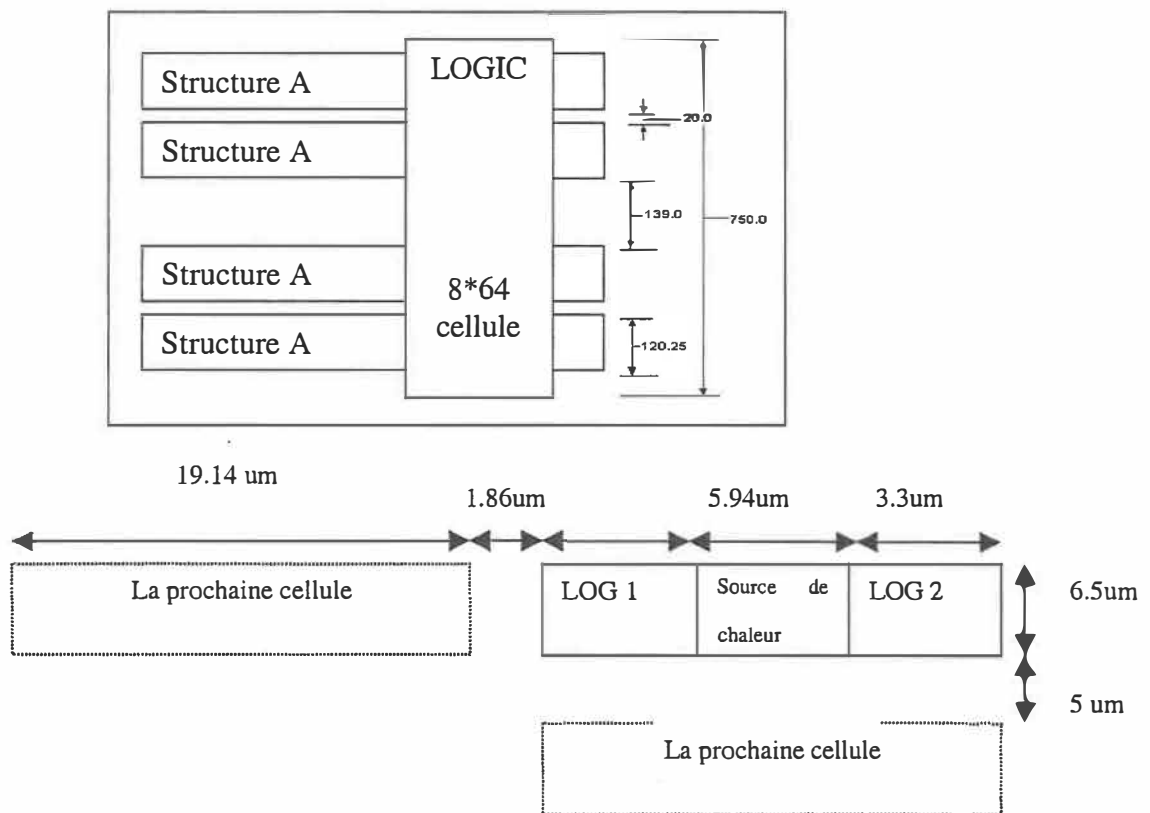 Structure A
LOGIC
20.0
Structure A
139.0
750.0
Structure A
8*64
cellule
Structure A
120.25
19.14 um
1.86um
5.94um
3.3um
La prochaine cellule
LOG 1
Source de
chaleur
LOG 2
6.5um
5 um
La prochaine cellule